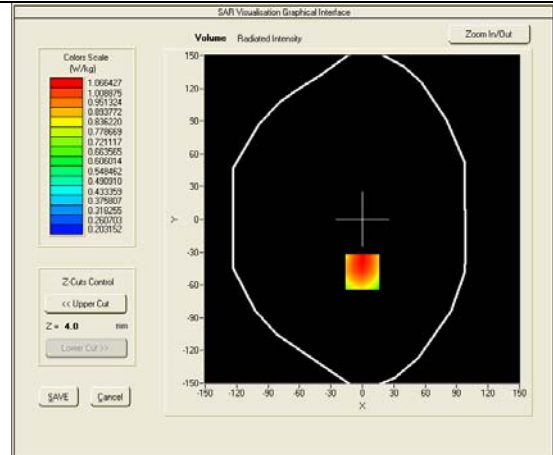 SAR Visualisation Graphical Interface
Volume Radiated Intensity
Zoom In/Out
Colors Scale
(W/kg)
1.066427
1.008875
0.951324
0.893772
0.836220
0.778669
0.721117
0.663565
0.606014
0.548462
0.490910
0.433359
0.375807
0.318255
0.260703
0.203152
Z-Cuts Control
<< Upper Cut
Z = 4.0 mm
Lower Cut >>
SAVE Cancel
150
120
90
60
30
0
-30
-60
-90
-120
-150
Y
-150 -120 -90 -60 -30 0 30 60 90 120 150
X